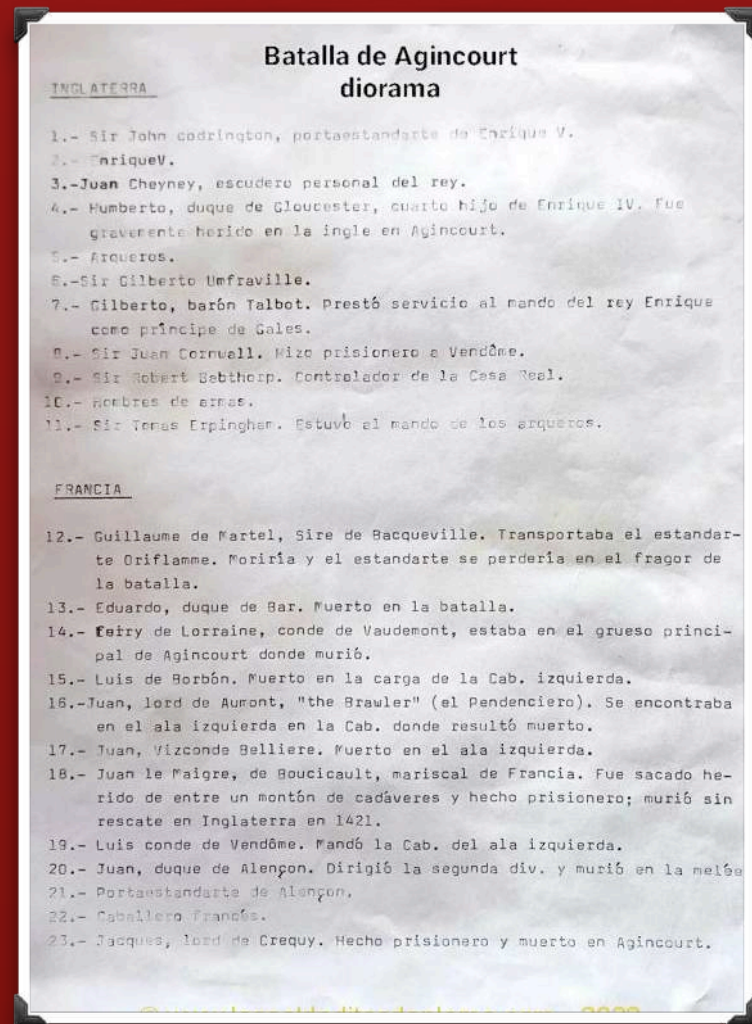 Batalla de Agincourt
diorama
INGLATERRA
1.- Sir John codrington, portaestandarte de Enrique V.
2.- EnriqueV.
3.-Juan Cheyney, escudero personal del rey.
4.- Humberto, duque de Gloucester, cuarto hijo de Enrique IV. Fue
gravemente herido en la ingle en Agincourt.
5.- Arqueros.
6.-Sir Gilberto Umfraville.
7.- Gilberto, barón Talbot. Prestó servicio al mando del rey Enrique
como príncipe de Gales.
8.- Sir Juan Cornwall. Hizo prisionero a Vendôme.
9.- Sir Robert Babthorp. Controlador de la Casa Real.
10.- Hombres de armas.
11.- Sir Tomas Erpingham. Estuvo al mando de los arqueros.
FRANCIA
12.- Guillaume de Martel, Sire de Bacqueville. Transportaba el estandar-
te Oriflamme. Moriría y el estandarte se perdería en el fragor de
la batalla.
13.- Eduardo, duque de Bar. Muerto en la batalla.
14.- Ferry de Lorraine, conde de Vaudemont, estaba en el grueso princi-
pal de Agincourt donde murió.
15.- Luis de Borbón. Muerto en la carga de la Cab. izquierda.
16.-Juan, lord de Aumont, "the Brawler" (el Pendenciero). Se encontraba
en el ala izquierda en la Cab. donde resultó muerto.
17.- Juan, Vizconde Belliere. Muerto en el ala izquierda.
18.- Juan le Maigre, de Boucicault, mariscal de Francia. Fue sacado he-
rido de entre un montón de cadáveres y hecho prisionero; murió sin
rescate en Inglaterra en 1421.
19.- Luis conde de Vendôme. Mandó la Cab. del ala izquierda.
20.- Juan, duque de Alençon. Dirigió la segunda div. y murió en la melée
21.- Portaestandarte de Alençon.
22.- Caballero francés.
23.- Jacques, lord de Crequy. Hecho prisionero y muerto en Agincourt.